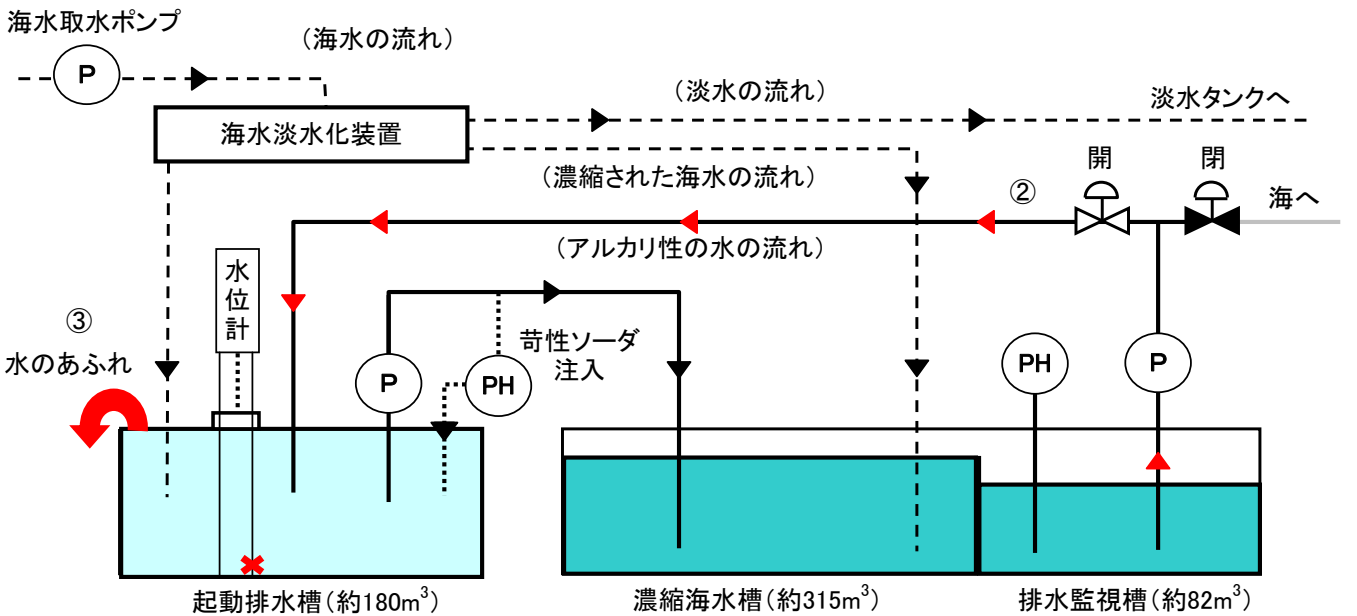 海水取水ポンプ
P
（海水の流れ）
海水淡水化装置
（淡水の流れ）
淡水タンクへ
（濃縮された海水の流れ）
②
開
閉
海へ
（アルカリ性の水の流れ）
水位計
③
水のあふれ
P
PH
苛性ソーダ
注入
PH
P
起動排水槽（約180m³）
濃縮海水槽（約315m³）
排水監視槽（約82m³）